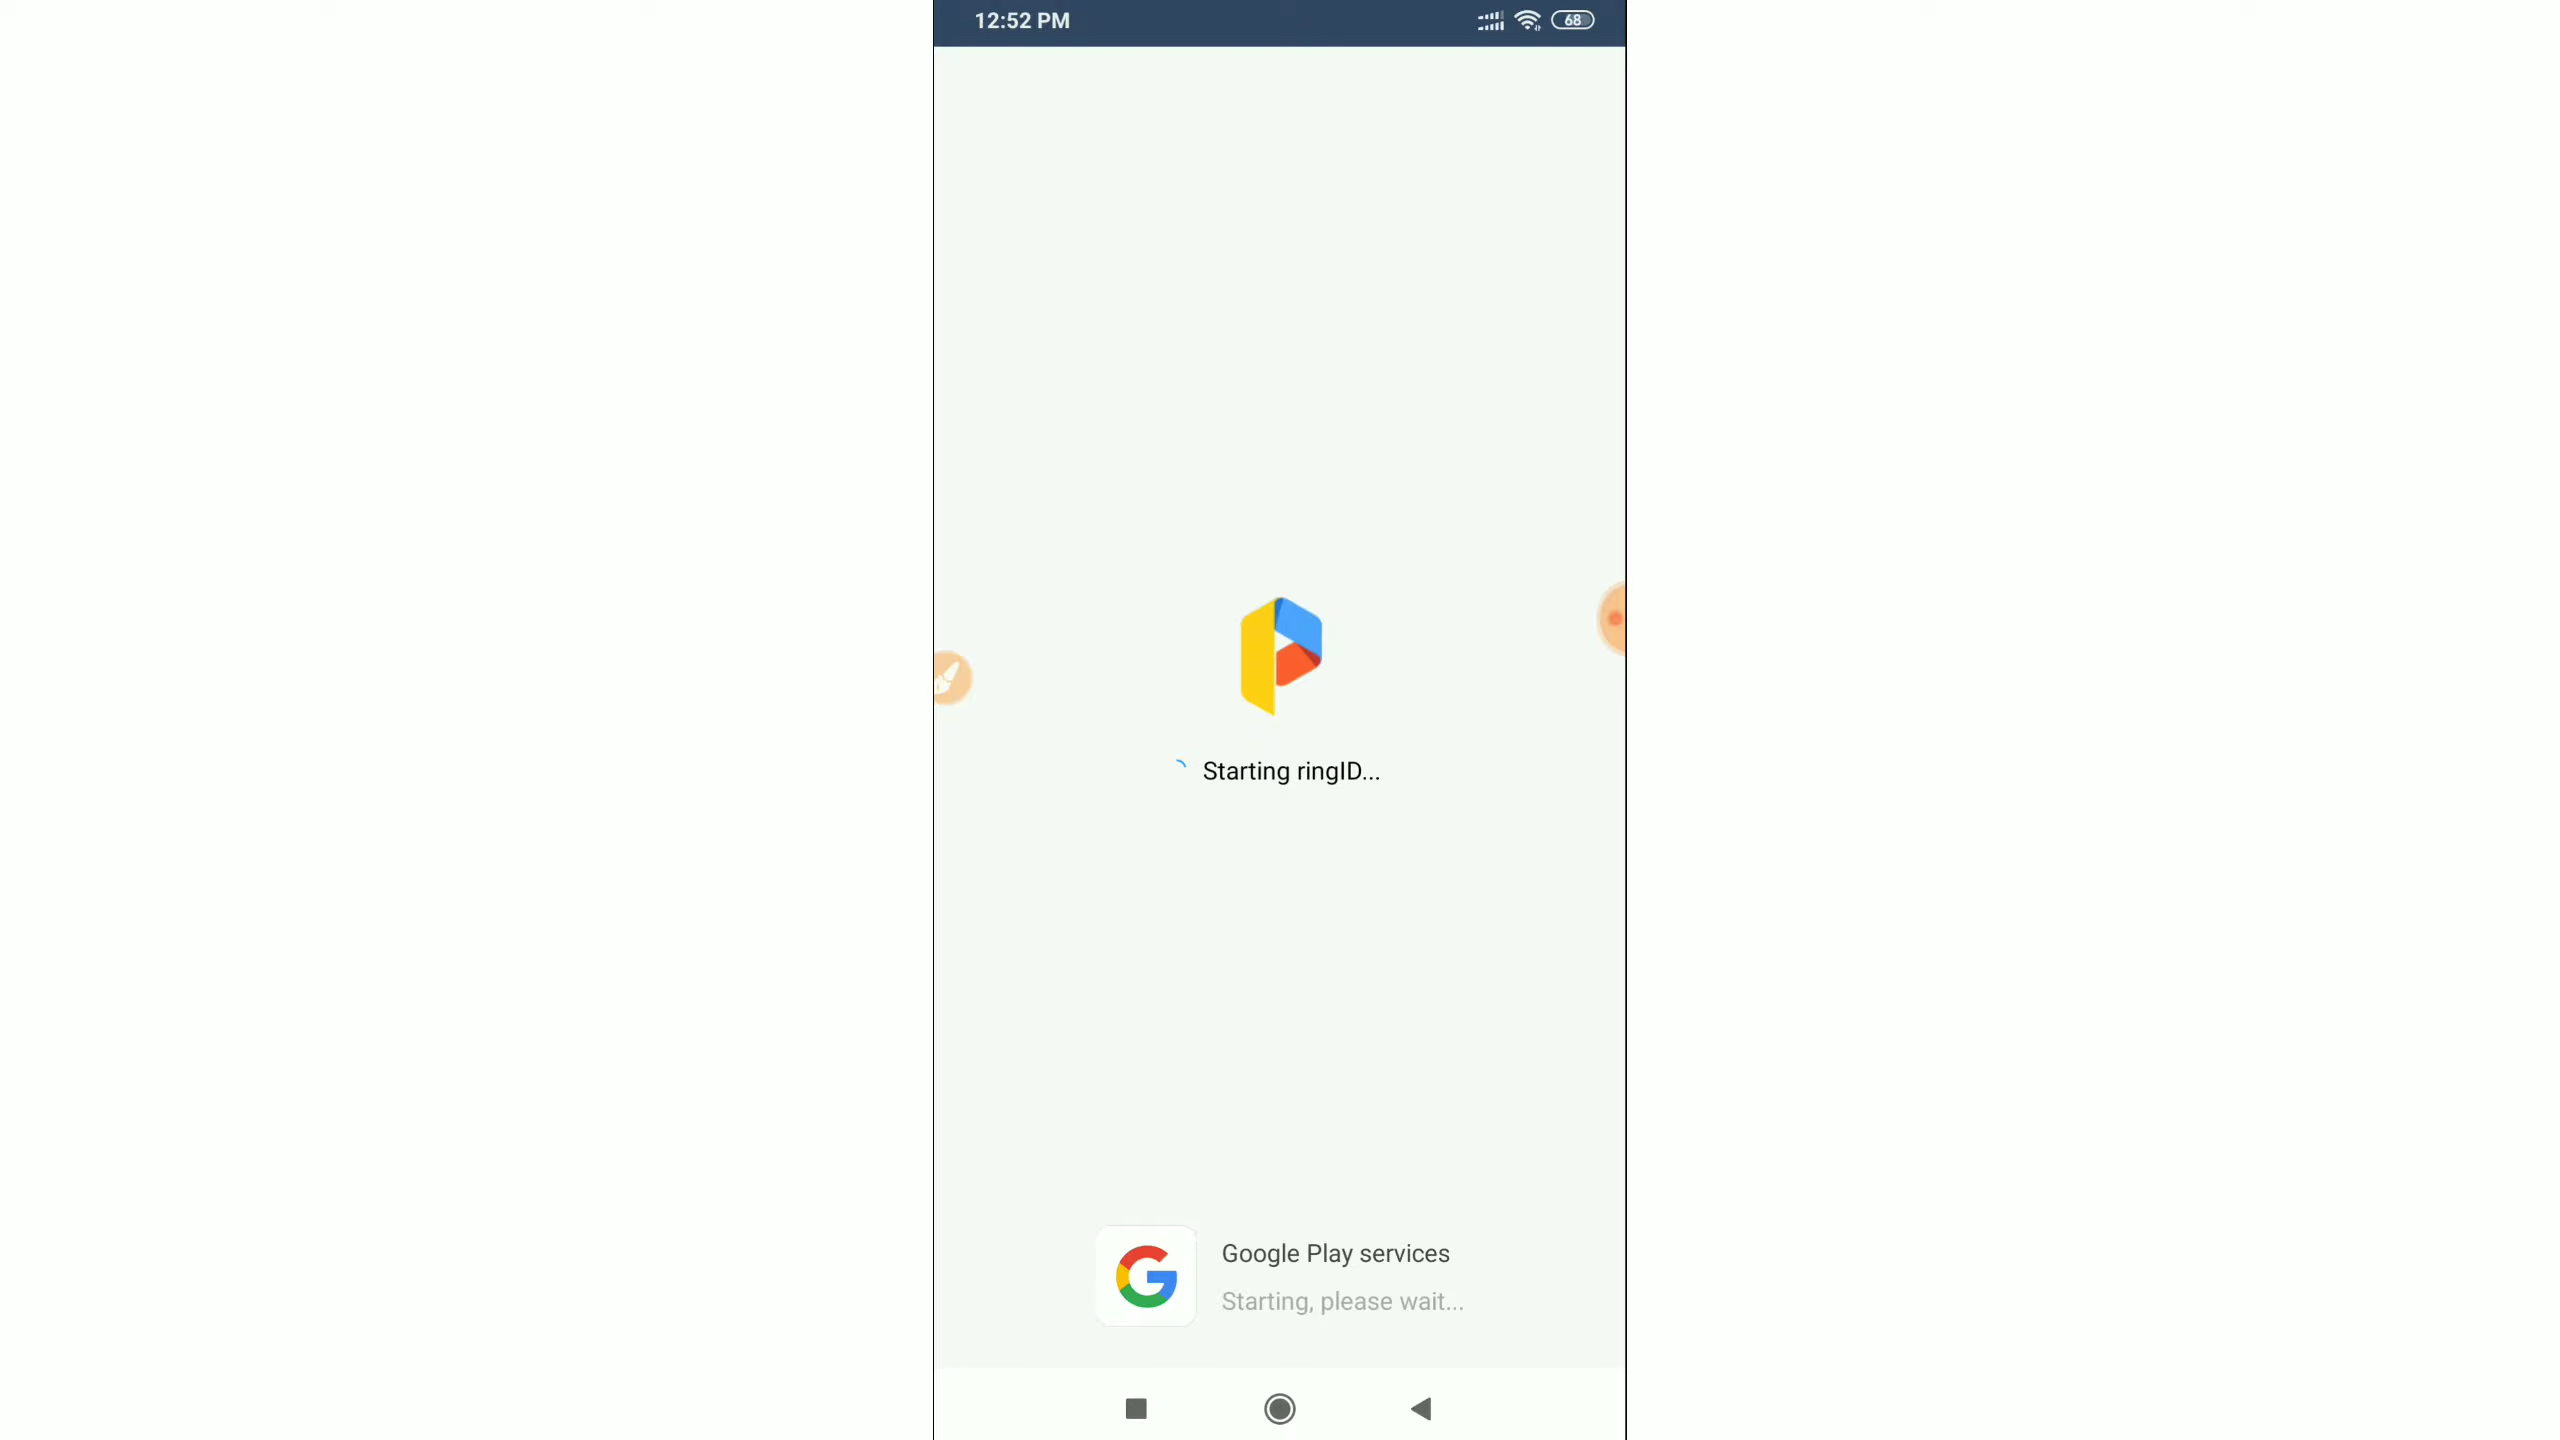 12:52 PM
68
Starting ringID...
Google Play services
Starting, please wait...